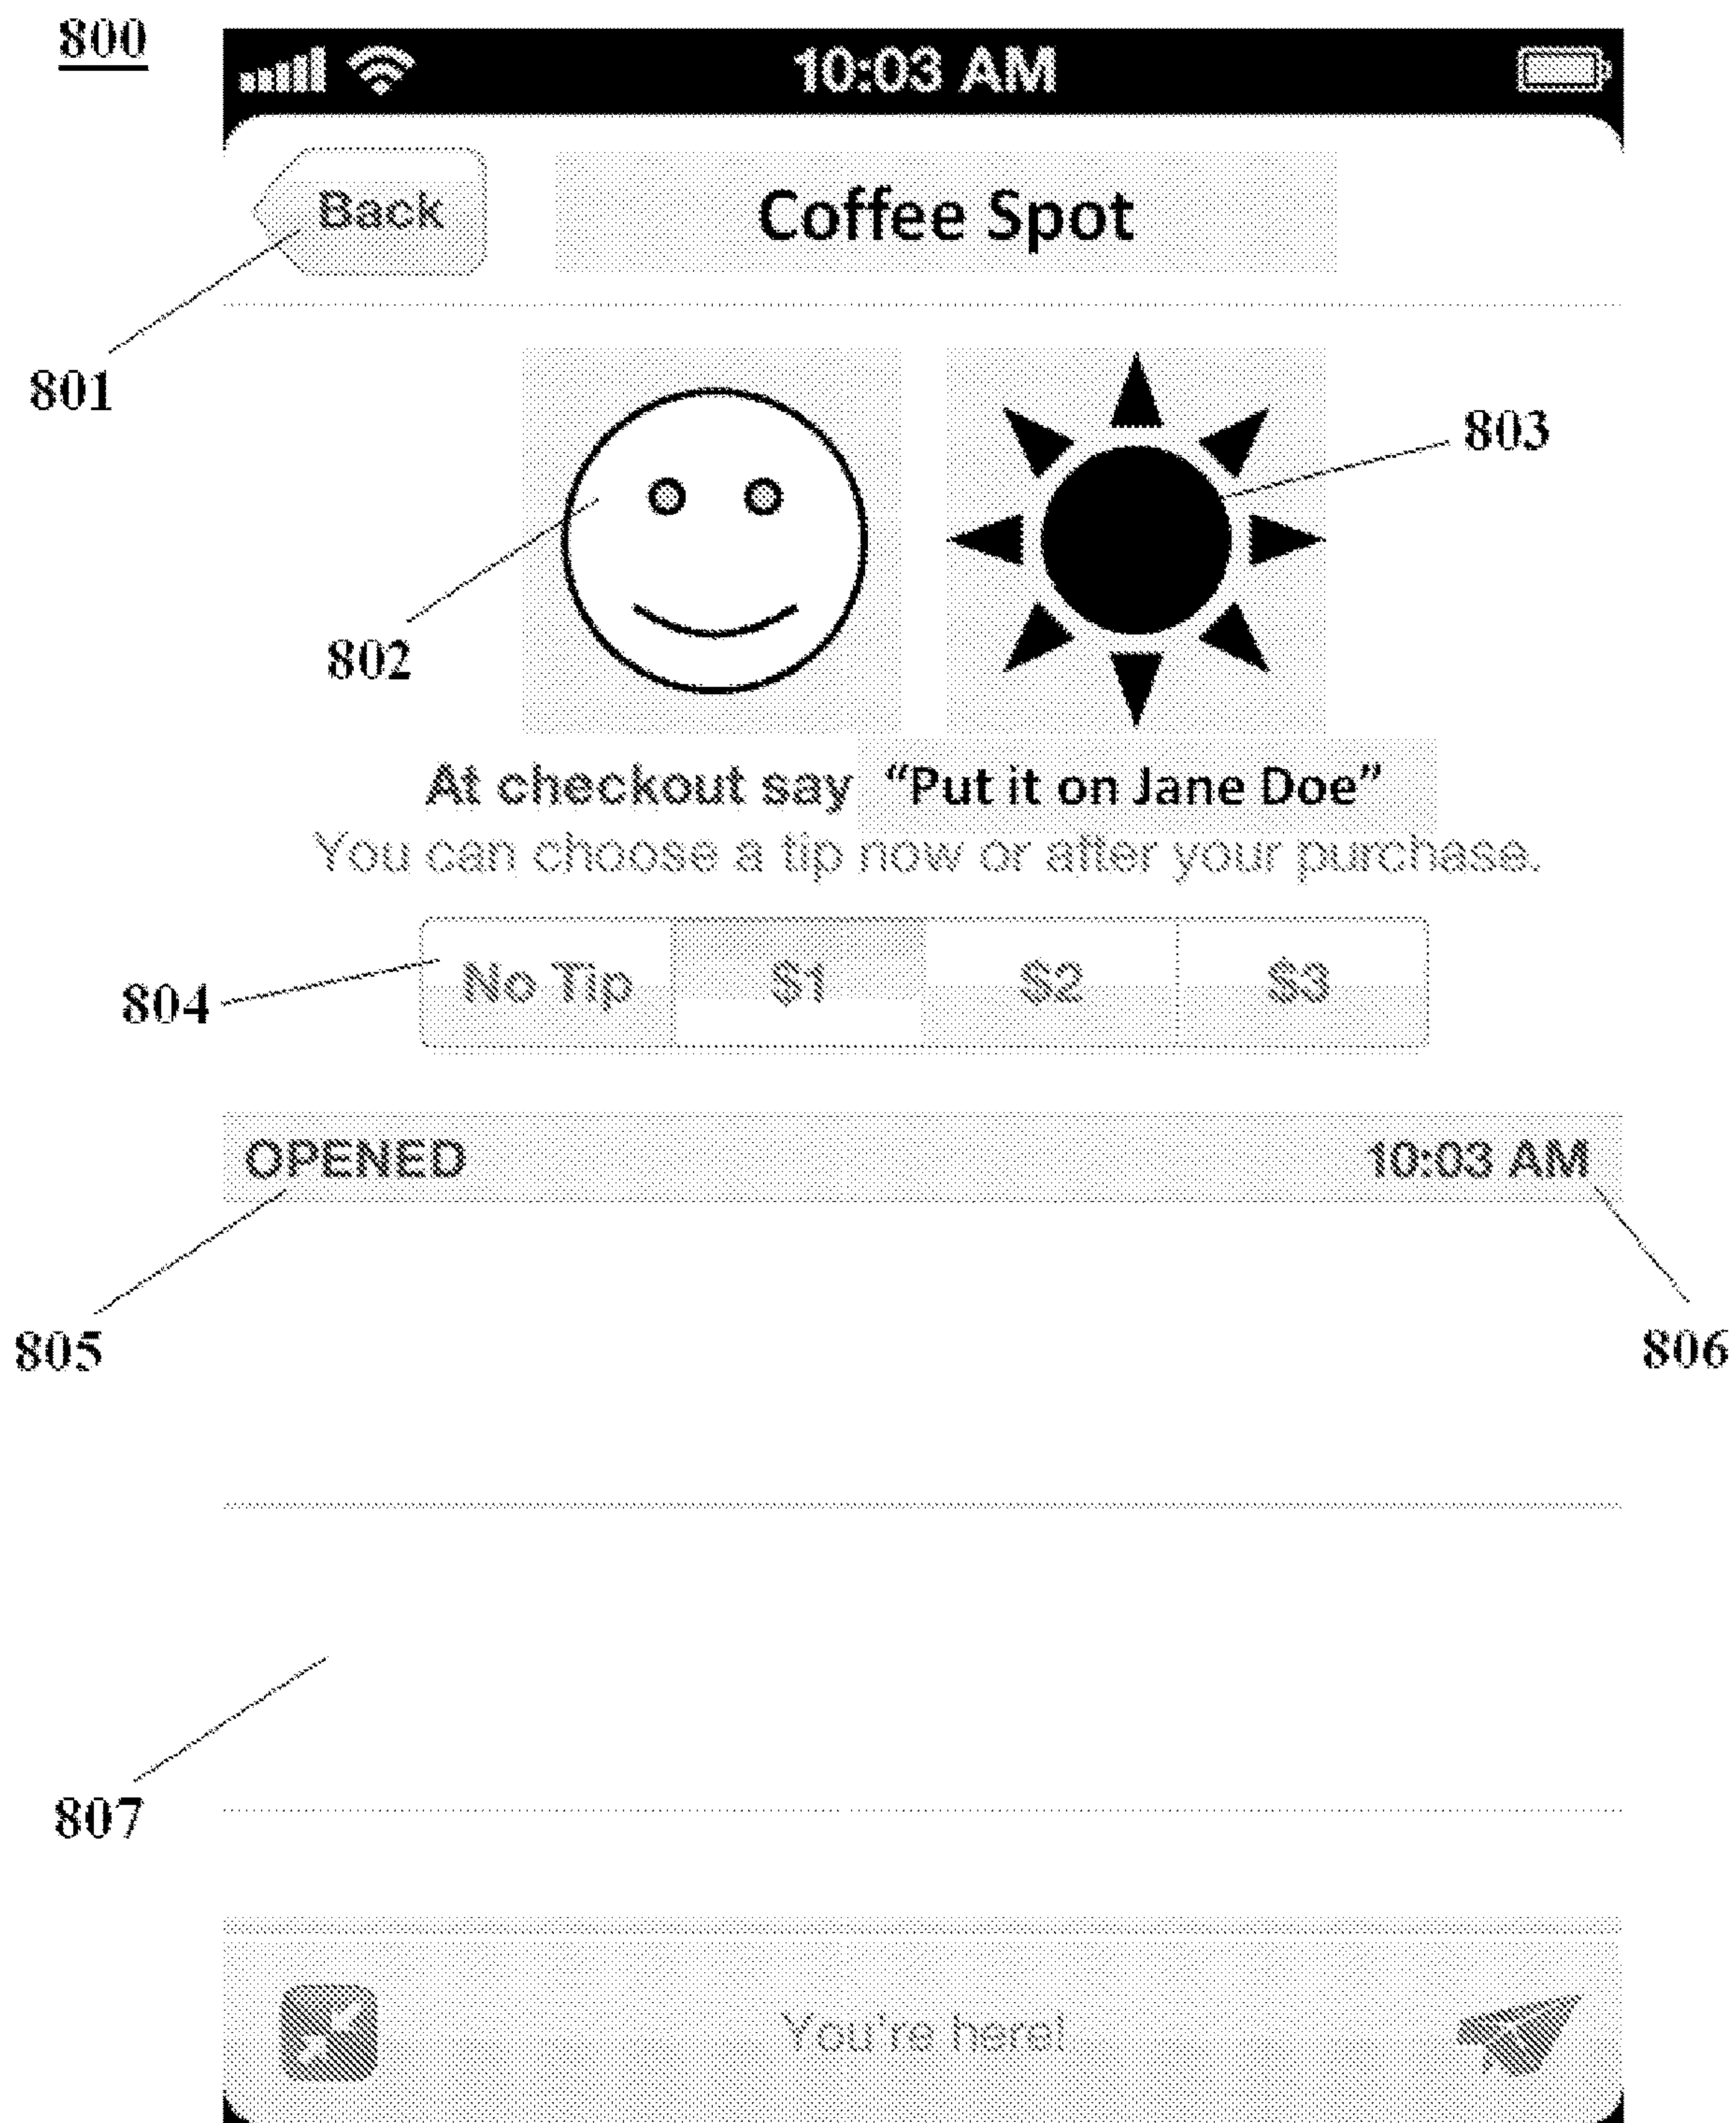 800
10:03 AM
Back
Coffee Spot
801
803
802
At checkout say "Put it on Jane Doe"
You can choose a tip now or after your purchase.
804
No Tip $1 $2 $3
OPENED 10:03 AM
805
806
807
You're here!